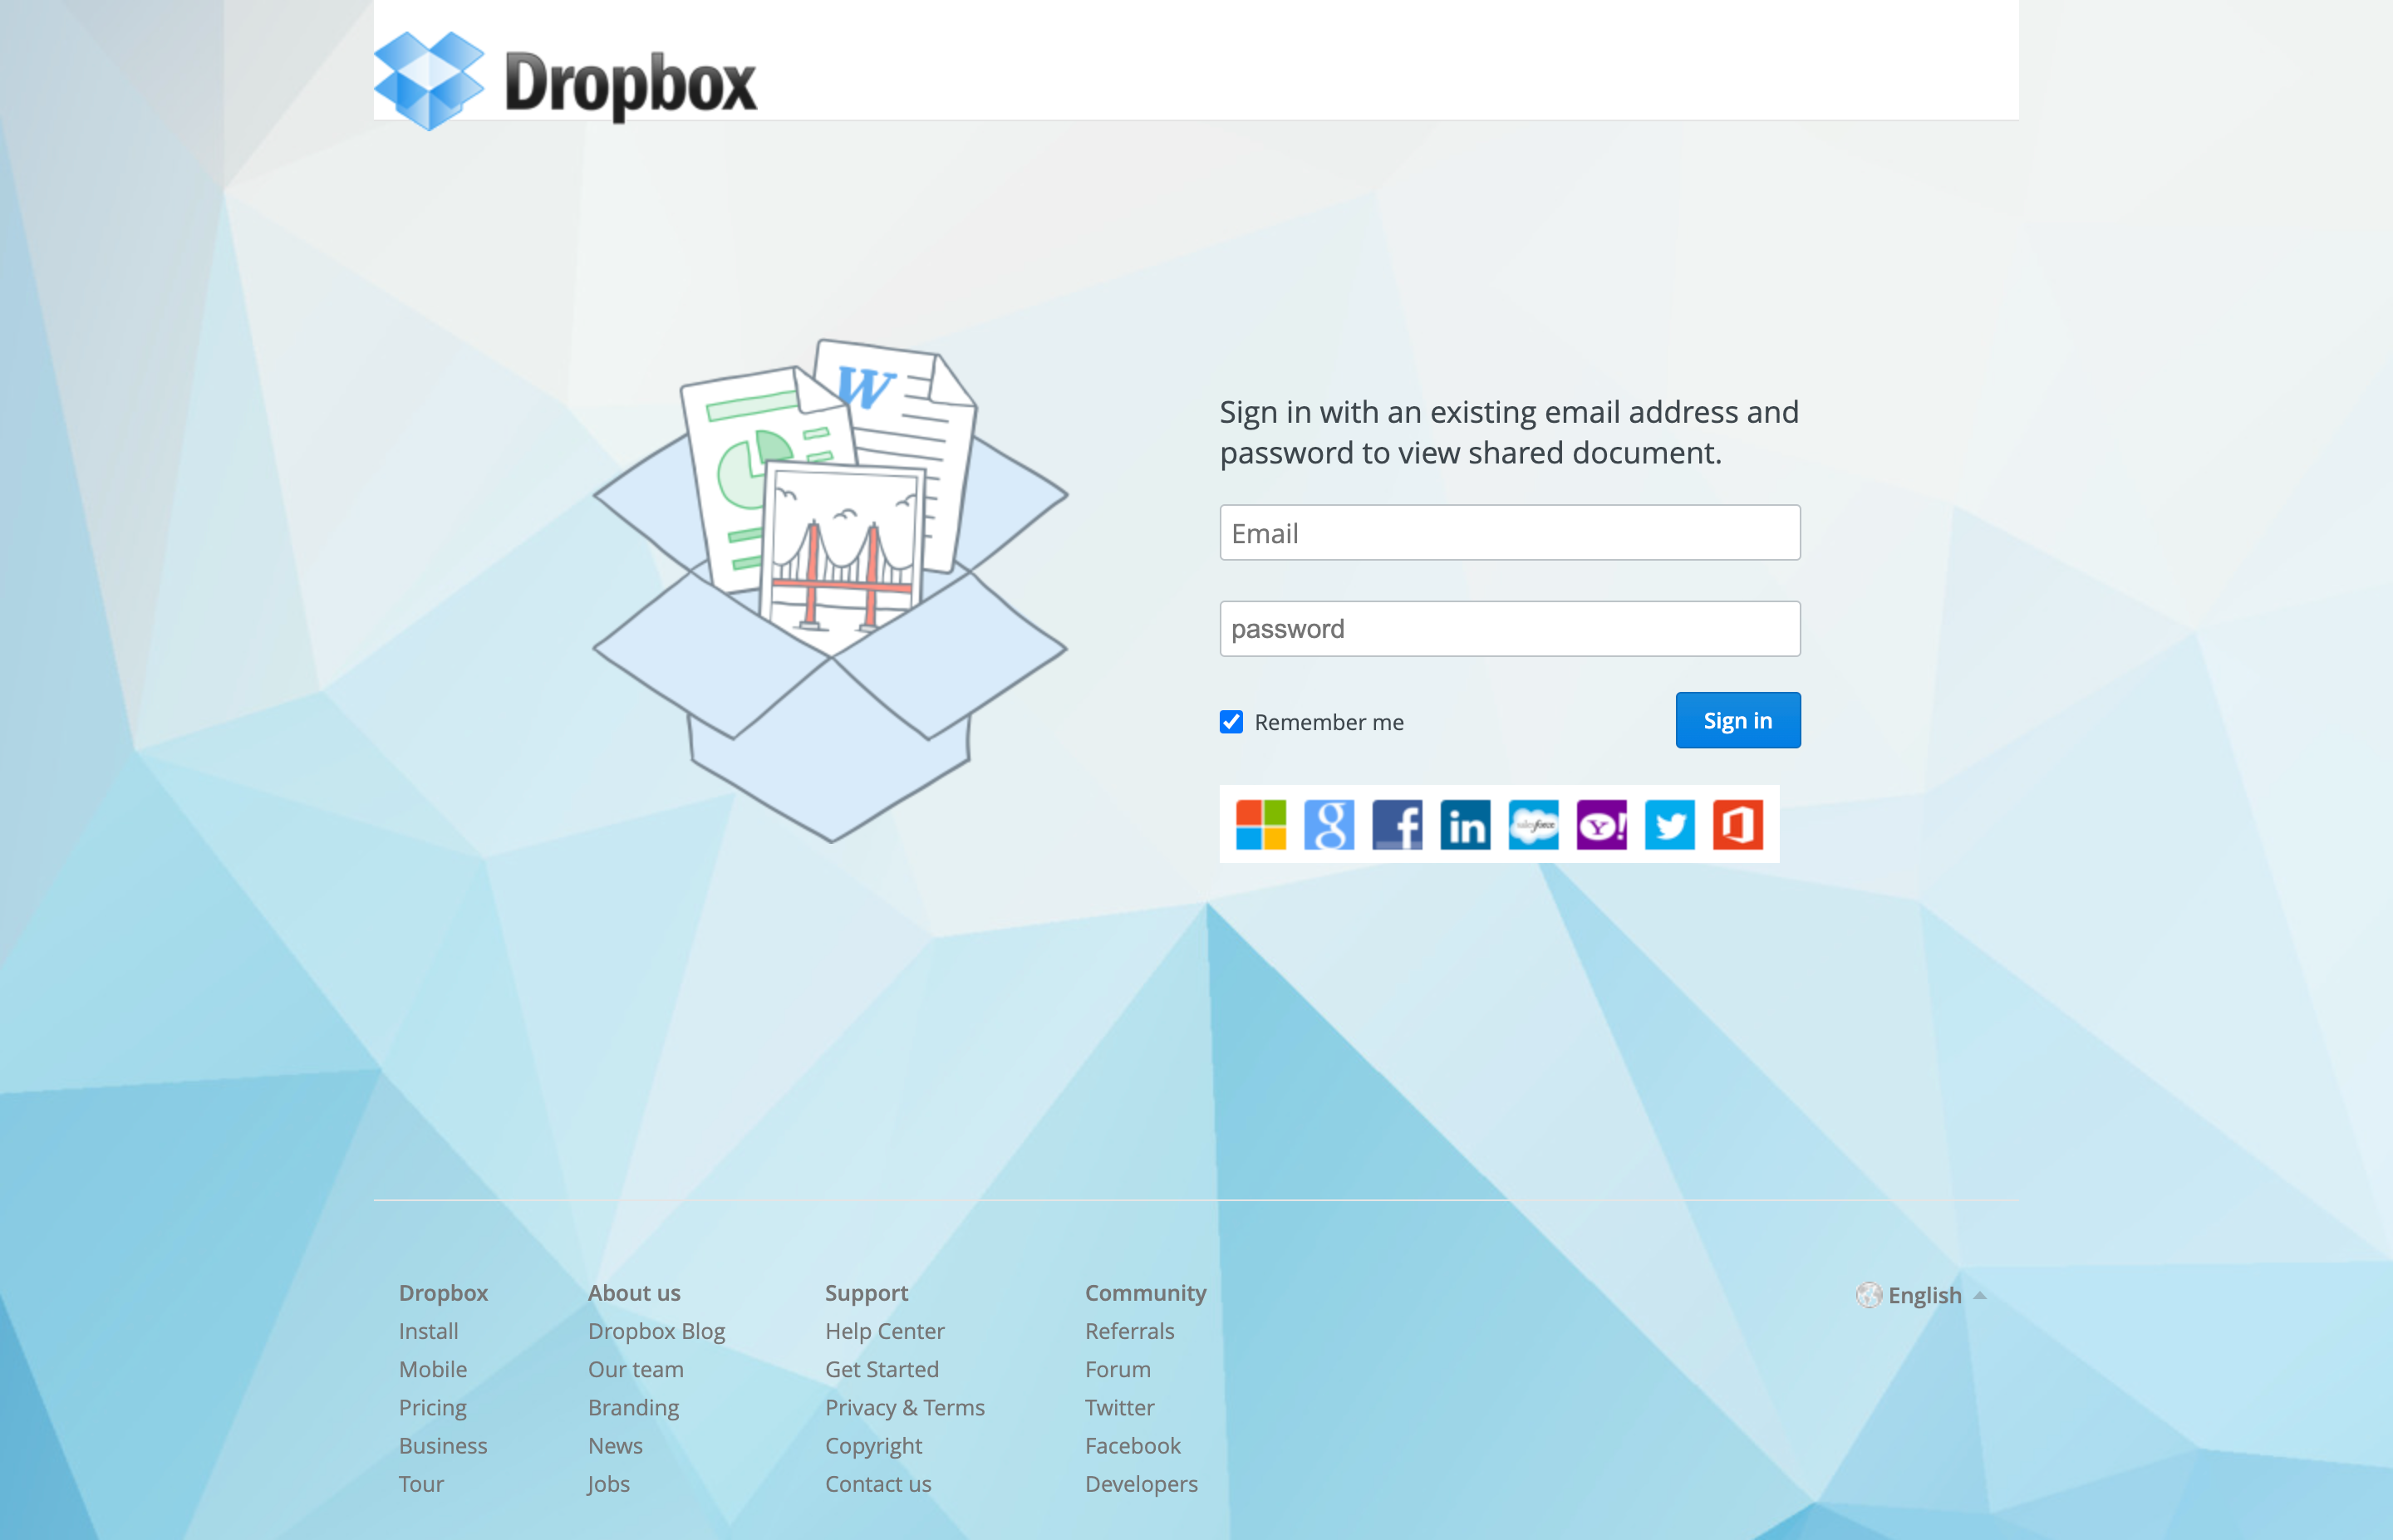 Dropbox
W
Sign in with an existing email address and
password to view shared document.
Email
password
Remember me
Sign in
g
f
in
salesforce
Y!
Dropbox
Install
Mobile
Pricing
Business
Tour
About us
Dropbox Blog
Our team
Branding
News
Jobs
Support
Help Center
Get Started
Privacy & Terms
Copyright
Contact us
Community
Referrals
Forum
Twitter
Facebook
Developers
English